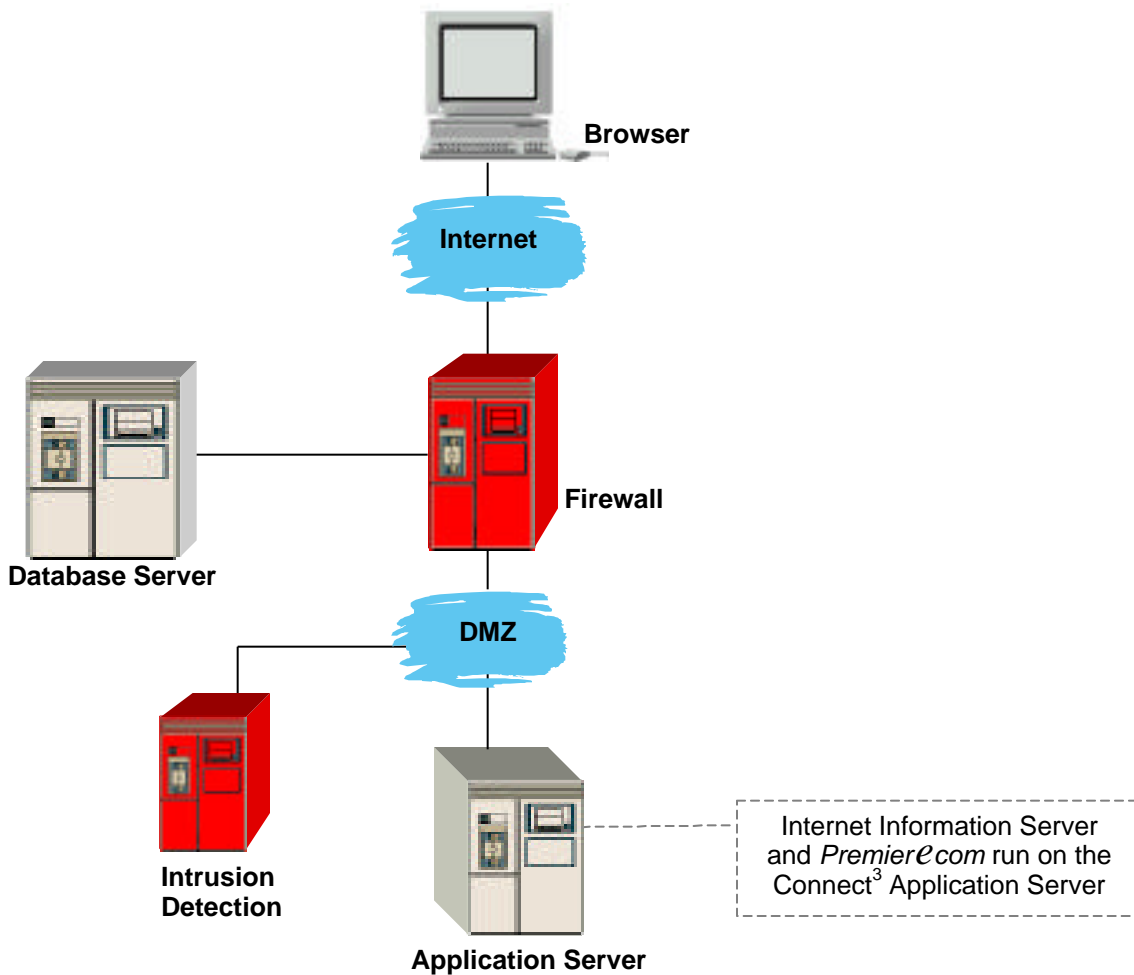 Browser
Internet
Firewall
Database Server
DMZ
Intrusion
Detection
Internet Information Server
and Premierecom run on the
Connect³ Application Server
Application Server